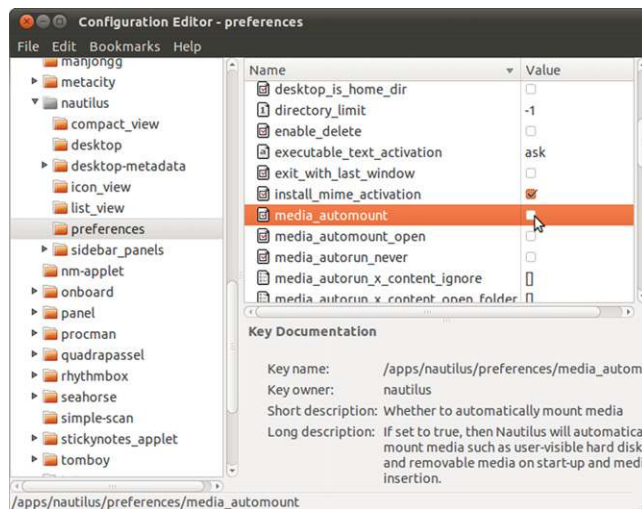 Configuration Editor - preferences
File Edit Bookmarks Help
manjongg
metacity
nautilus
compact_view
desktop
desktop-metadata
icon_view
list_view
preferences
sidebar_panels
nm-applet
onboard
panel
procman
quadrapassel
rhythmbox
seahorse
simple-scan
stickynotes_applet
tomboy
Name Value
desktop_is_home_dir
directory_limit -1
enable_delete
executable_text_activation ask
exit_with_last_window
install_mime_activation
media_automount
media_automount_open
media_autorun_never
media_autorun_x_content_ignore []
media_autorun_x_content_open_folder []
Key Documentation
Key name: /apps/nautilus/preferences/media_autom
Key owner: nautilus
Short description: Whether to automatically mount media
Long description: If set to true, then Nautilus will automatica
mount media such as user-visible hard disk
and removable media on start-up and medi
insertion.
/apps/nautilus/preferences/media_automount